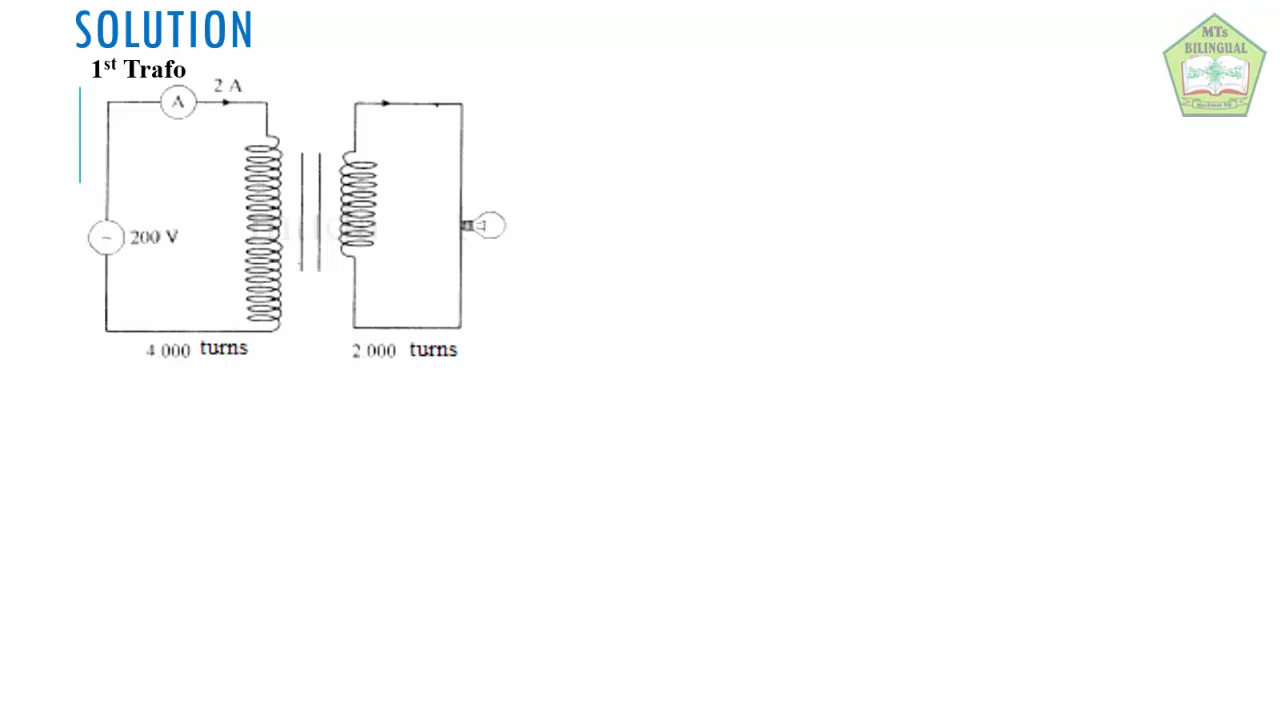 SOLUTION
1st Trafo
2 A
A
~ 200 V
4.000 turns
2.000 turns
MTs
BILINGUAL